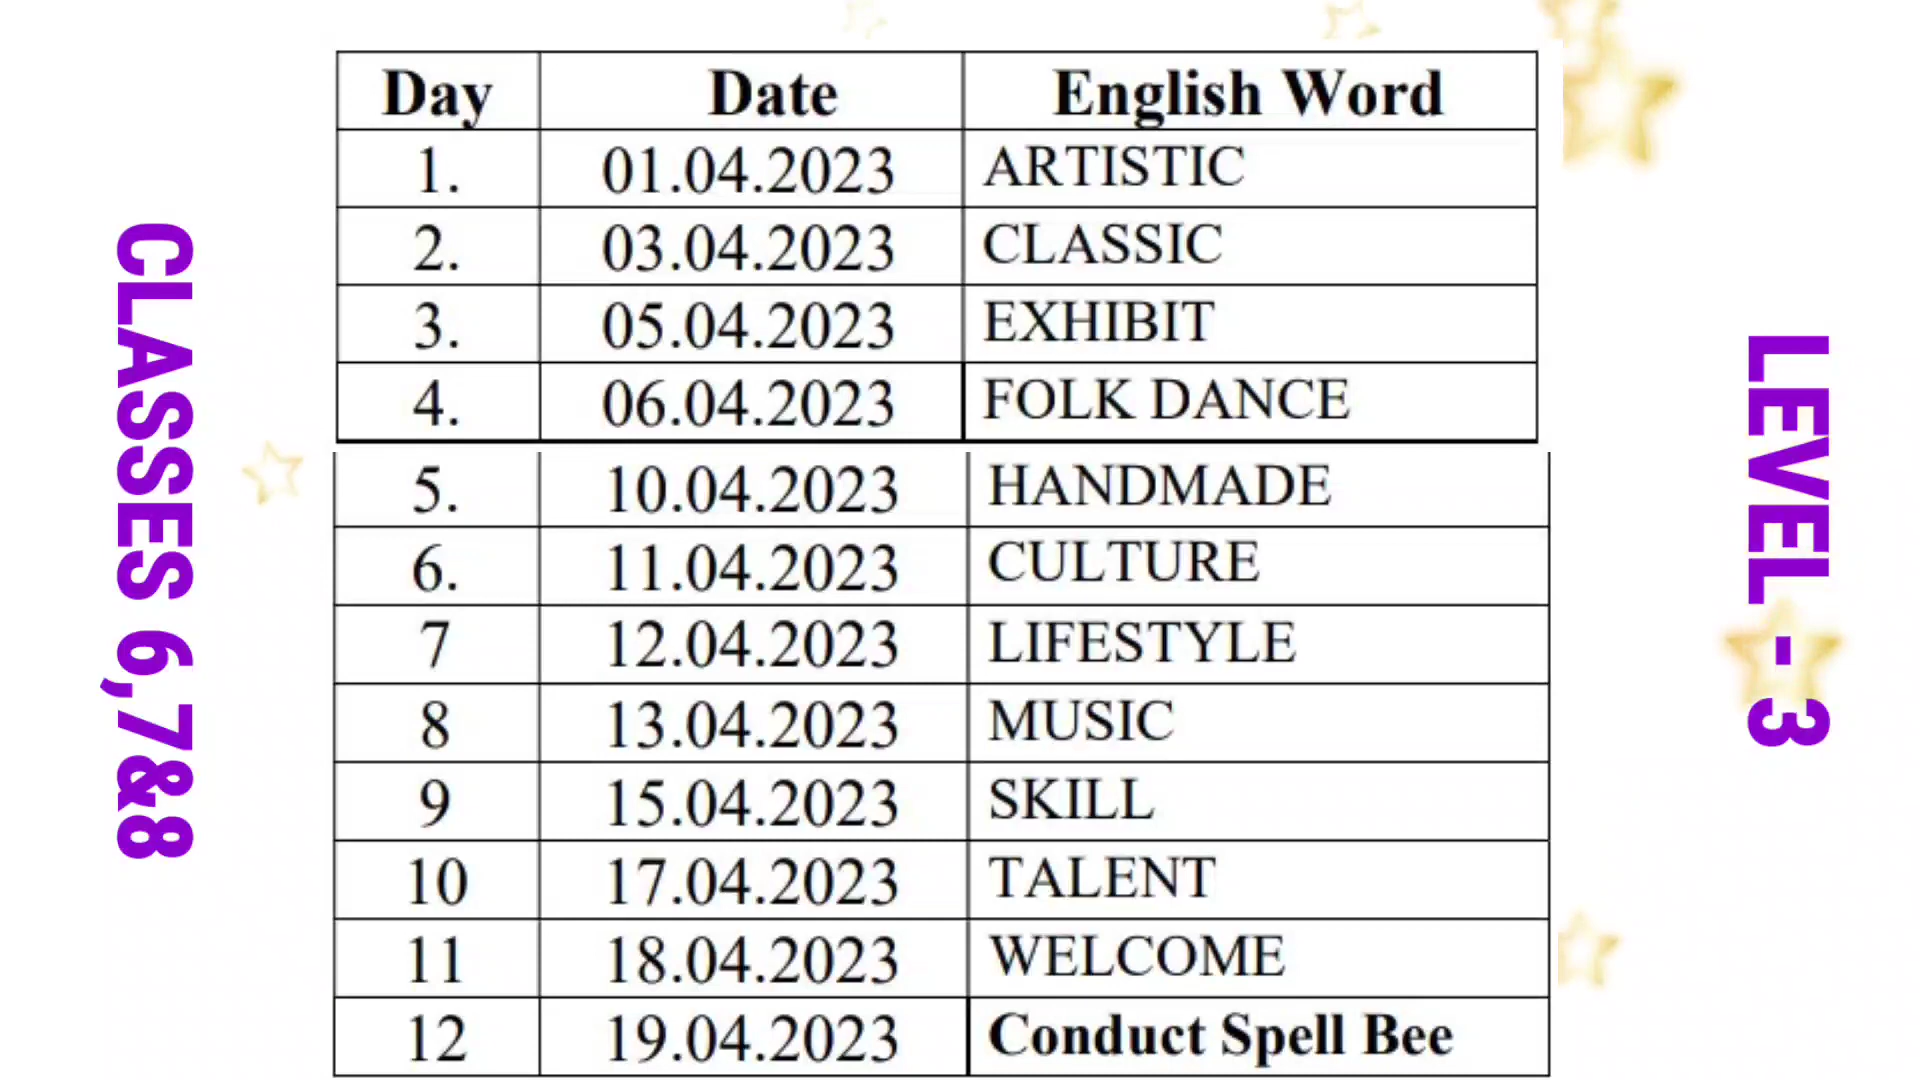 Day Date English Word
1. 01.04.2023 ARTISTIC
2. 03.04.2023 CLASSIC
3. 05.04.2023 EXHIBIT
4. 06.04.2023 FOLK DANCE
5. 10.04.2023 HANDMADE
6. 11.04.2023 CULTURE
7 12.04.2023 LIFESTYLE
8 13.04.2023 MUSIC
9 15.04.2023 SKILL
10 17.04.2023 TALENT
11 18.04.2023 WELCOME
12 19.04.2023 Conduct Spell Bee
CLASSES 6,7&8
LEVEL - 3